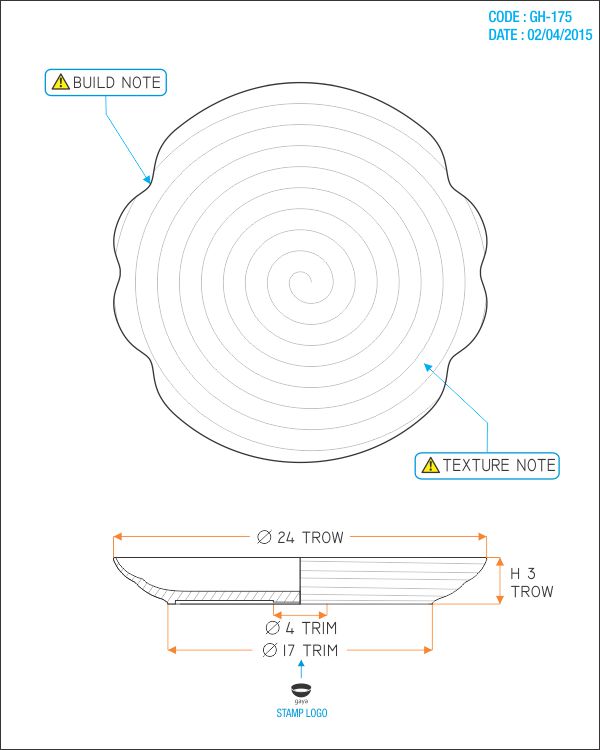 CODE : GH-175
DATE : 02/04/2015
BUILD NOTE
TEXTURE NOTE
∅ 24 TROW
H 3
TROW
∅ 4 TRIM
∅ 17 TRIM
gaya
STAMP LOGO